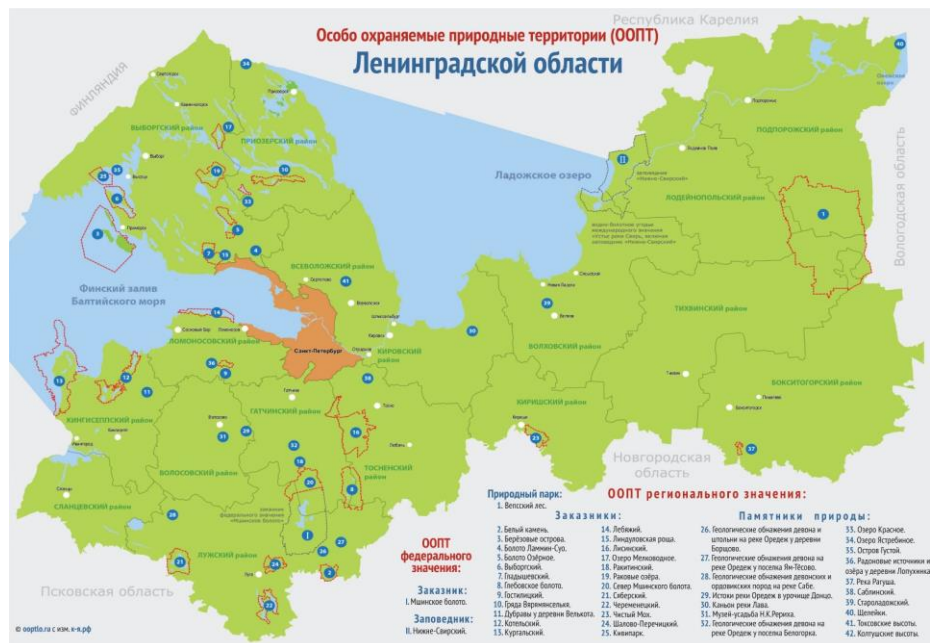 Особо охраняемые природные территории (ООПТ)
Ленинградской области
Республика Карелия
ФИНЛЯНДИЯ
ВЫБОРГСКИЙ район
ПРИОЗЕРСКИЙ район
Ладожское озеро
ПОДПОРОЖСКИЙ район
ЛОДЕЙНОПОЛЬСКИЙ район
Вологодская область
Финский залив
Балтийского моря
ВСЕВОЛОЖСКИЙ район
ТИХВИНСКИЙ район
ЛОМОНОСОВСКИЙ район
Санкт-Петербург
КИРОВСКИЙ
район
ВОЛХОВСКИЙ район
БОКСИТОГОРСКИЙ район
КИРИШСКИЙ район
ГАТЧИНСКИЙ район
КИНГИСЕППСКИЙ район
ВОЛОСОВСКИЙ район
ТОСНЕНСКИЙ
район
СЛАНЦЕВСКИЙ район
ЛУЖСКИЙ район
Новгородская
область
Псковская область
ООПТ
федерального
значения:
Заказник:
I. Мшинское болото.
Заповедник:
II. Нижне-Свирский.
Природный парк:
1. Вепсский лес.
ООПТ регионального значения:
Заказники:
2. Белый камень.
3. Берёзовые острова.
4. Болото Ламмин-Суо.
5. Болото Озёрное.
6. Выборгский.
7. Гладышевский.
8. Глебовское болото.
9. Гостилицкий.
10. Гряда Вярямянселькя.
11. Дубравы у деревни Велькота.
12. Котельский.
13. Кургальский.
14. Лебяжий.
15. Линдуловская роща.
16. Лисинский.
17. Озеро Мелководное.
18. Ракитинский.
19. Раковые озёра.
20. Север Мшинского болота.
21. Сяберский.
22. Череменецкий.
23. Чистый Мох.
24. Шалово-Перечицкий.
25. Кивипарк.
Памятники природы:
26. Геологические обнажения девона и
штольни на реке Оредеж у деревни
Борщово.
27. Геологические обнажения девона на
реке Оредеж у поселка Ям-Тёсово.
28. Геологические обнажения девонских и
ордовикских пород на реке Сабе.
29. Истоки реки Оредеж в урочище Донцо.
30. Каньон реки Лава.
31. Музей-усадьба Н.К.Рериха.
32. Геологические обнажения девона на
реке Оредеж у поселка Белогорка.
33. Озеро Красное.
34. Озеро Ястребиное.
35. Остров Густой.
36. Радоновые источники и
озёра у деревни Лопухинка
37. Река Рагуша.
38. Саблинский.
39. Староладожский.
40. Щелейки.
41. Токсовские высоты.
42. Колтушские высоты.
© ooptlo.ru с изм. к-я.рф